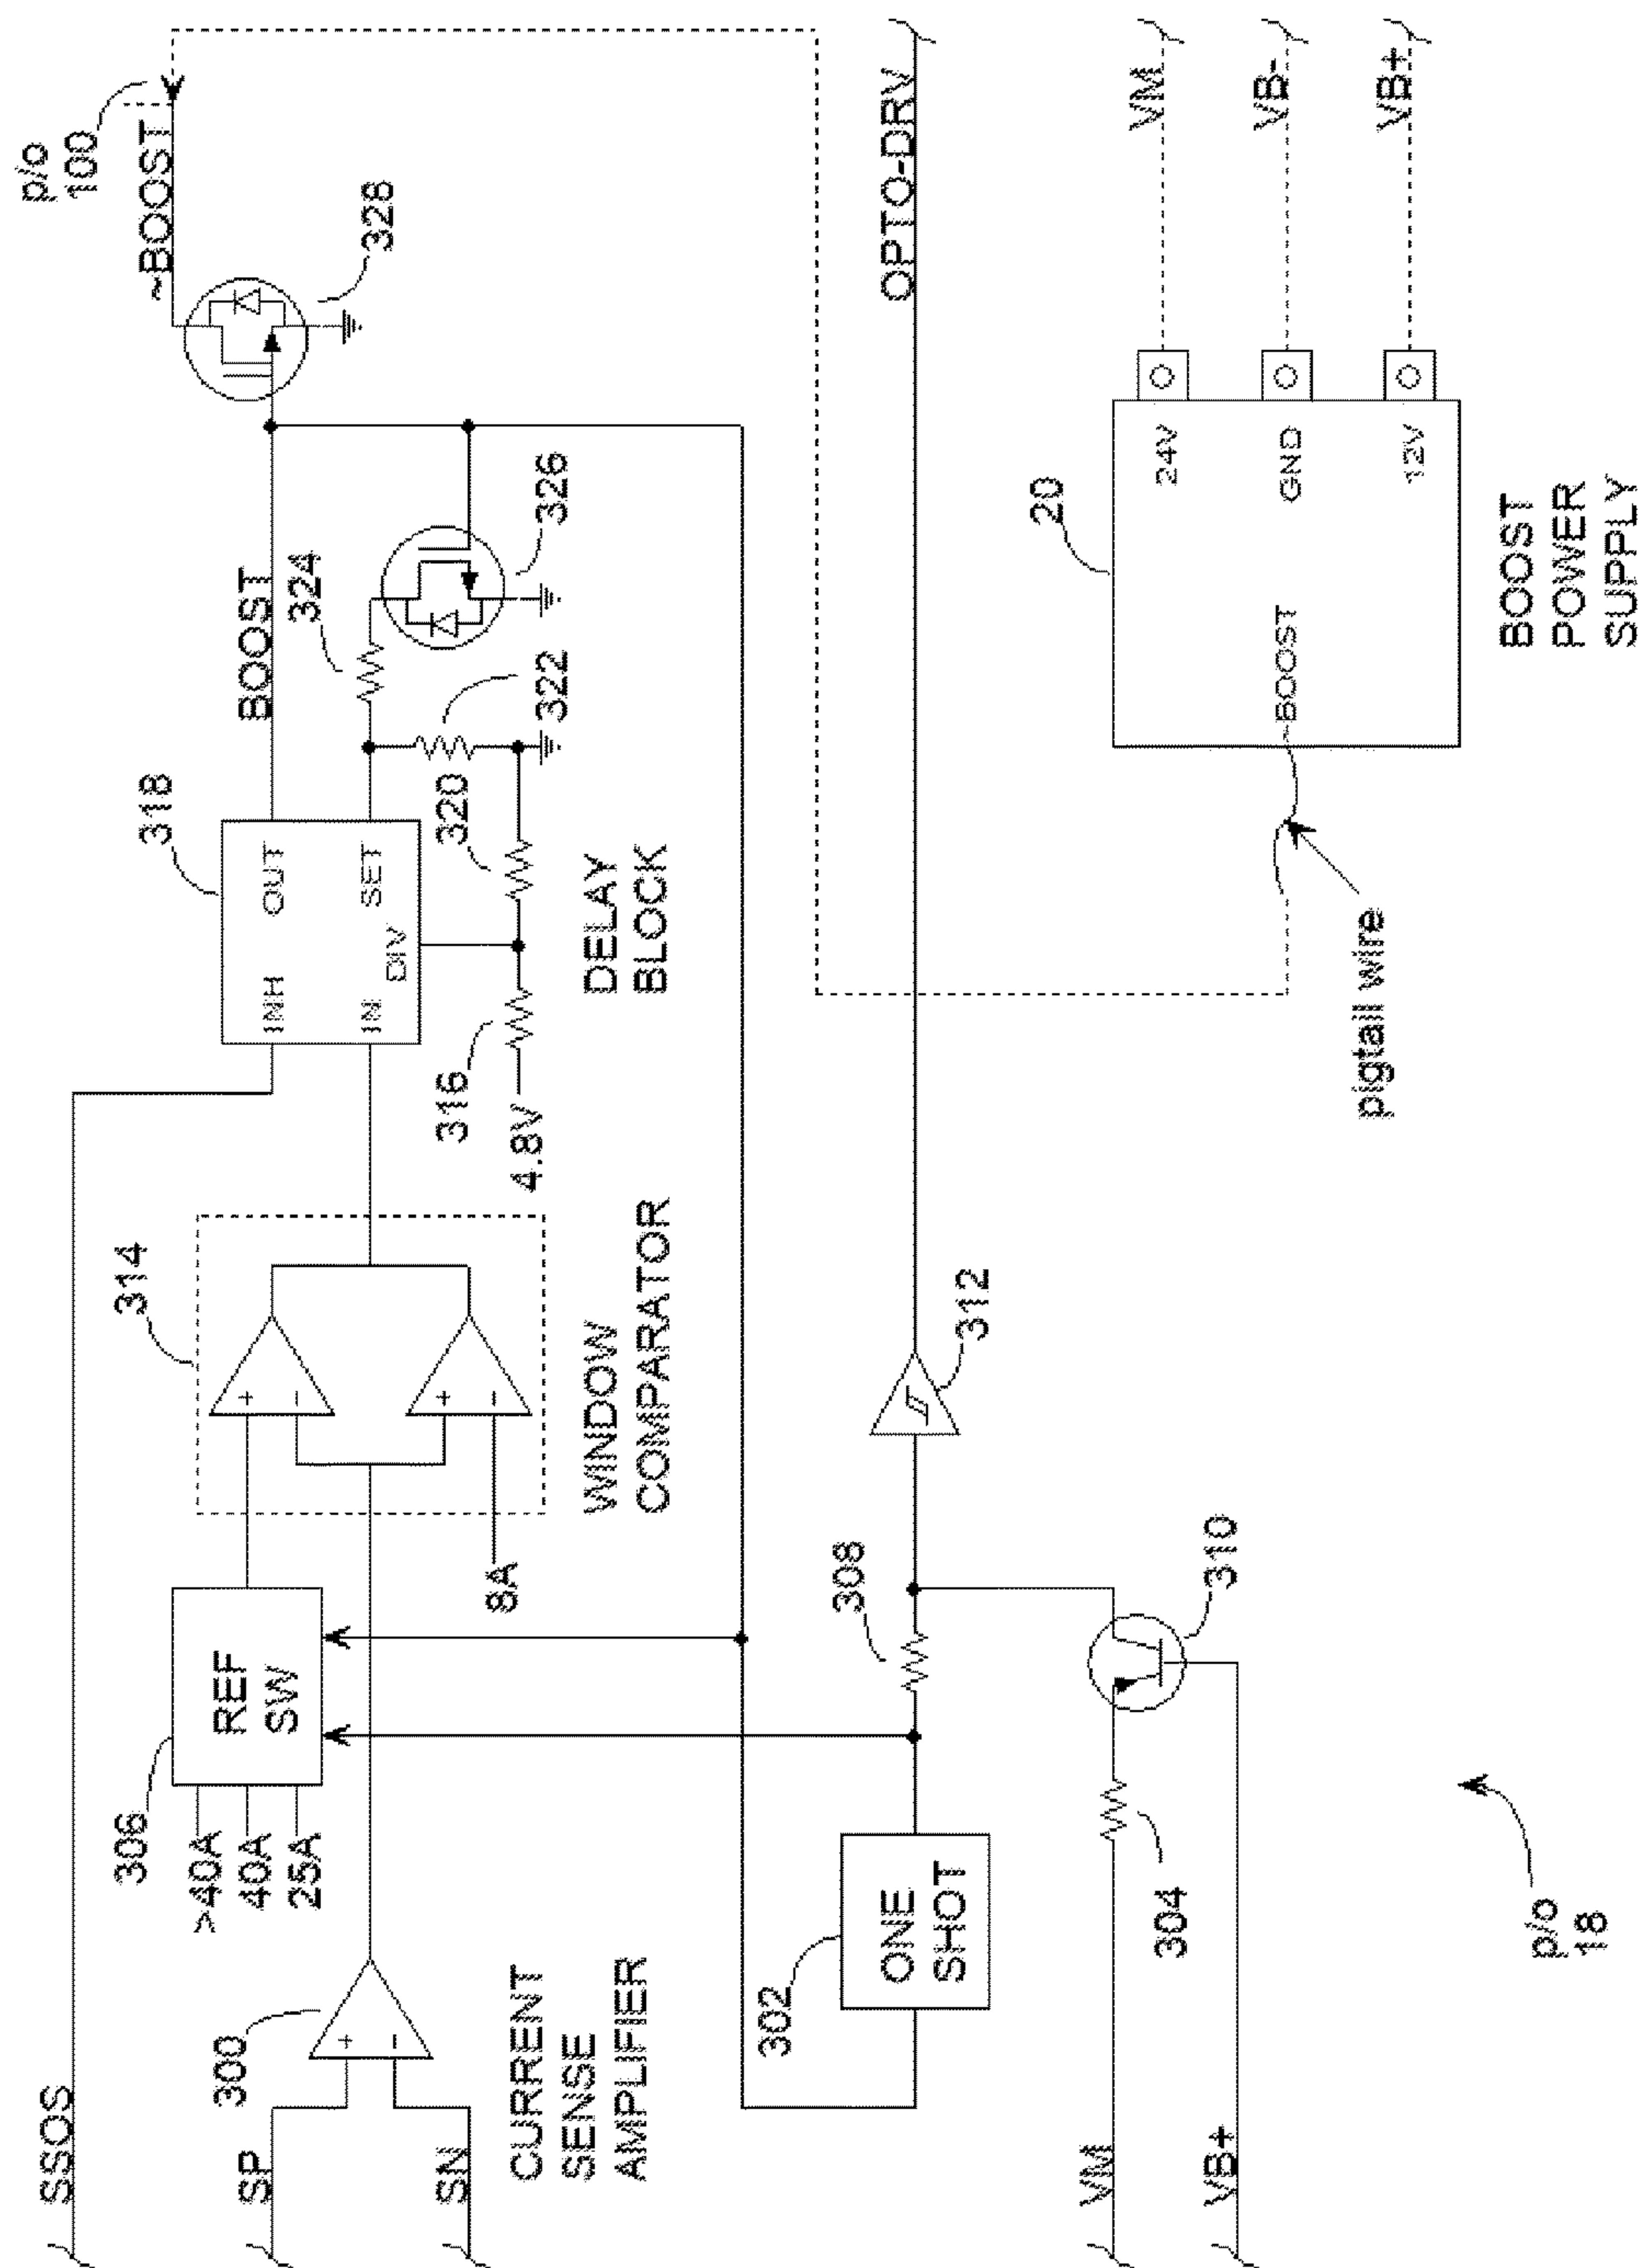 p/o
100
~BOOST
328
BOOST
324
326
322
320
318
INH
OUT
IN
SET
DIV
316
4.8V
DELAY
BLOCK
314
WINDOW
COMPARATOR
306
REF
SW
>40A
40A
25A
8A
300
SSOS
SP
SN
CURRENT
SENSE
AMPLIFIER
302
ONE
SHOT
308
312
OPTO-DRV
310
304
VM
VB+
p/o
18
20
~BOOST
24V
GND
12V
VM
VB-
VB+
BOOST
POWER
SUPPLY
pigtail wire